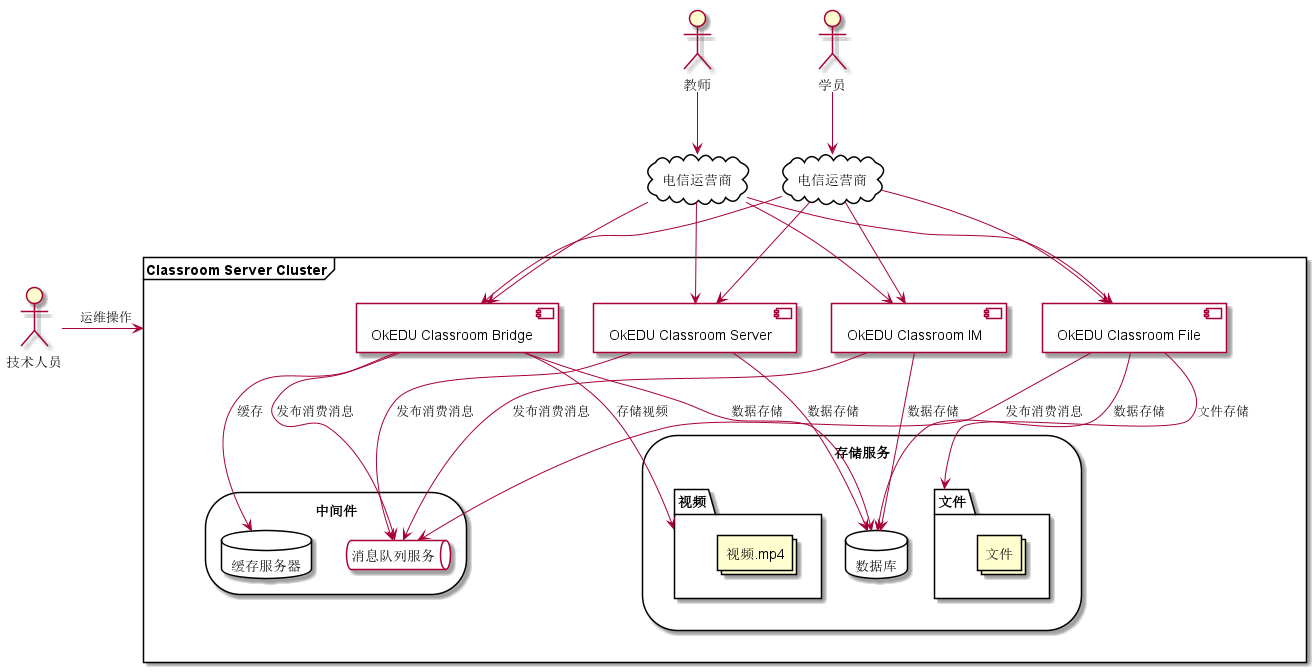 教师
学员
电信运营商
电信运营商
Classroom Server Cluster
技术人员
运维操作
OkEDU Classroom Bridge
OkEDU Classroom Server
OkEDU Classroom IM
OkEDU Classroom File
缓存
发布消费消息
发布消费消息
发布消费消息
存储视频
数据存储
数据存储
数据存储
发布消费消息
数据存储
文件存储
存储服务
中间件
视频
文件
视频.mp4
文件
缓存服务器
消息队列服务
数据库